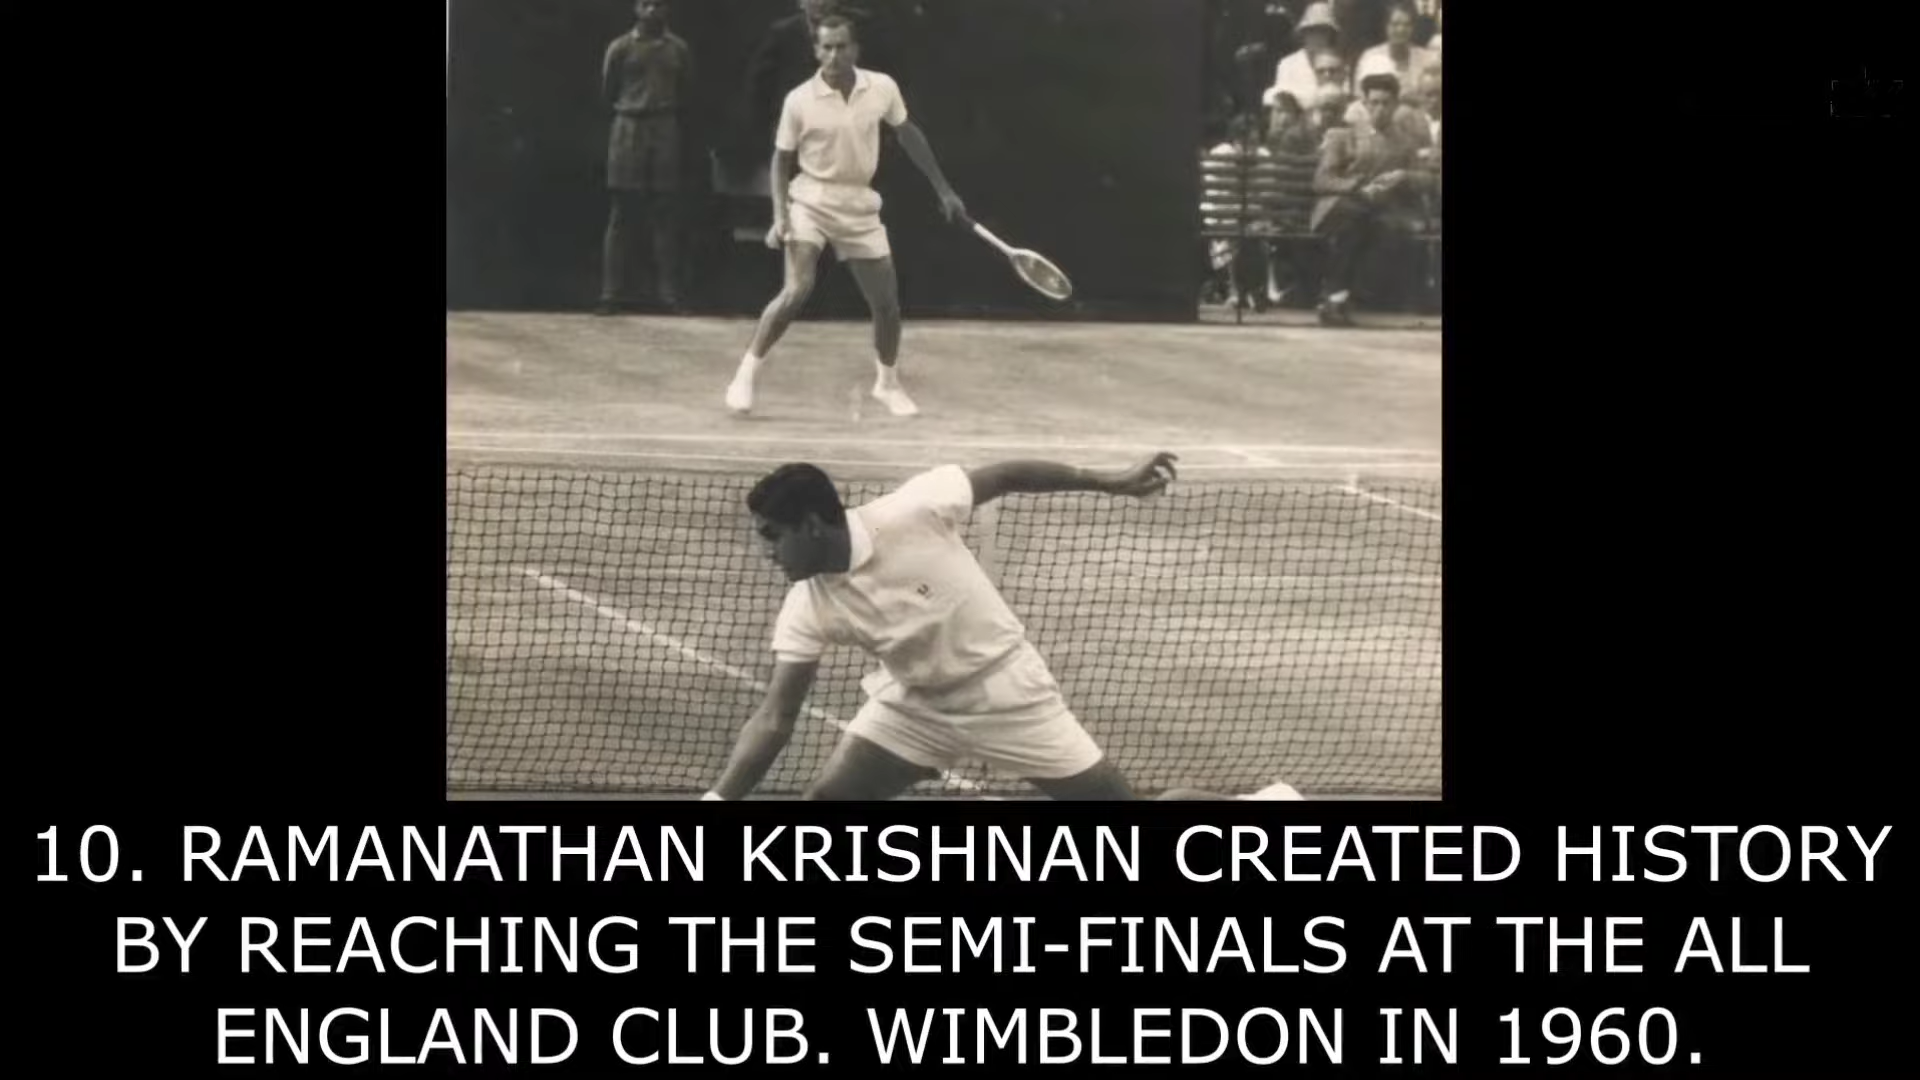 10. RAMANATHAN KRISHNAN CREATED HISTORY
BY REACHING THE SEMI-FINALS AT THE ALL
ENGLAND CLUB. WIMBLEDON IN 1960.